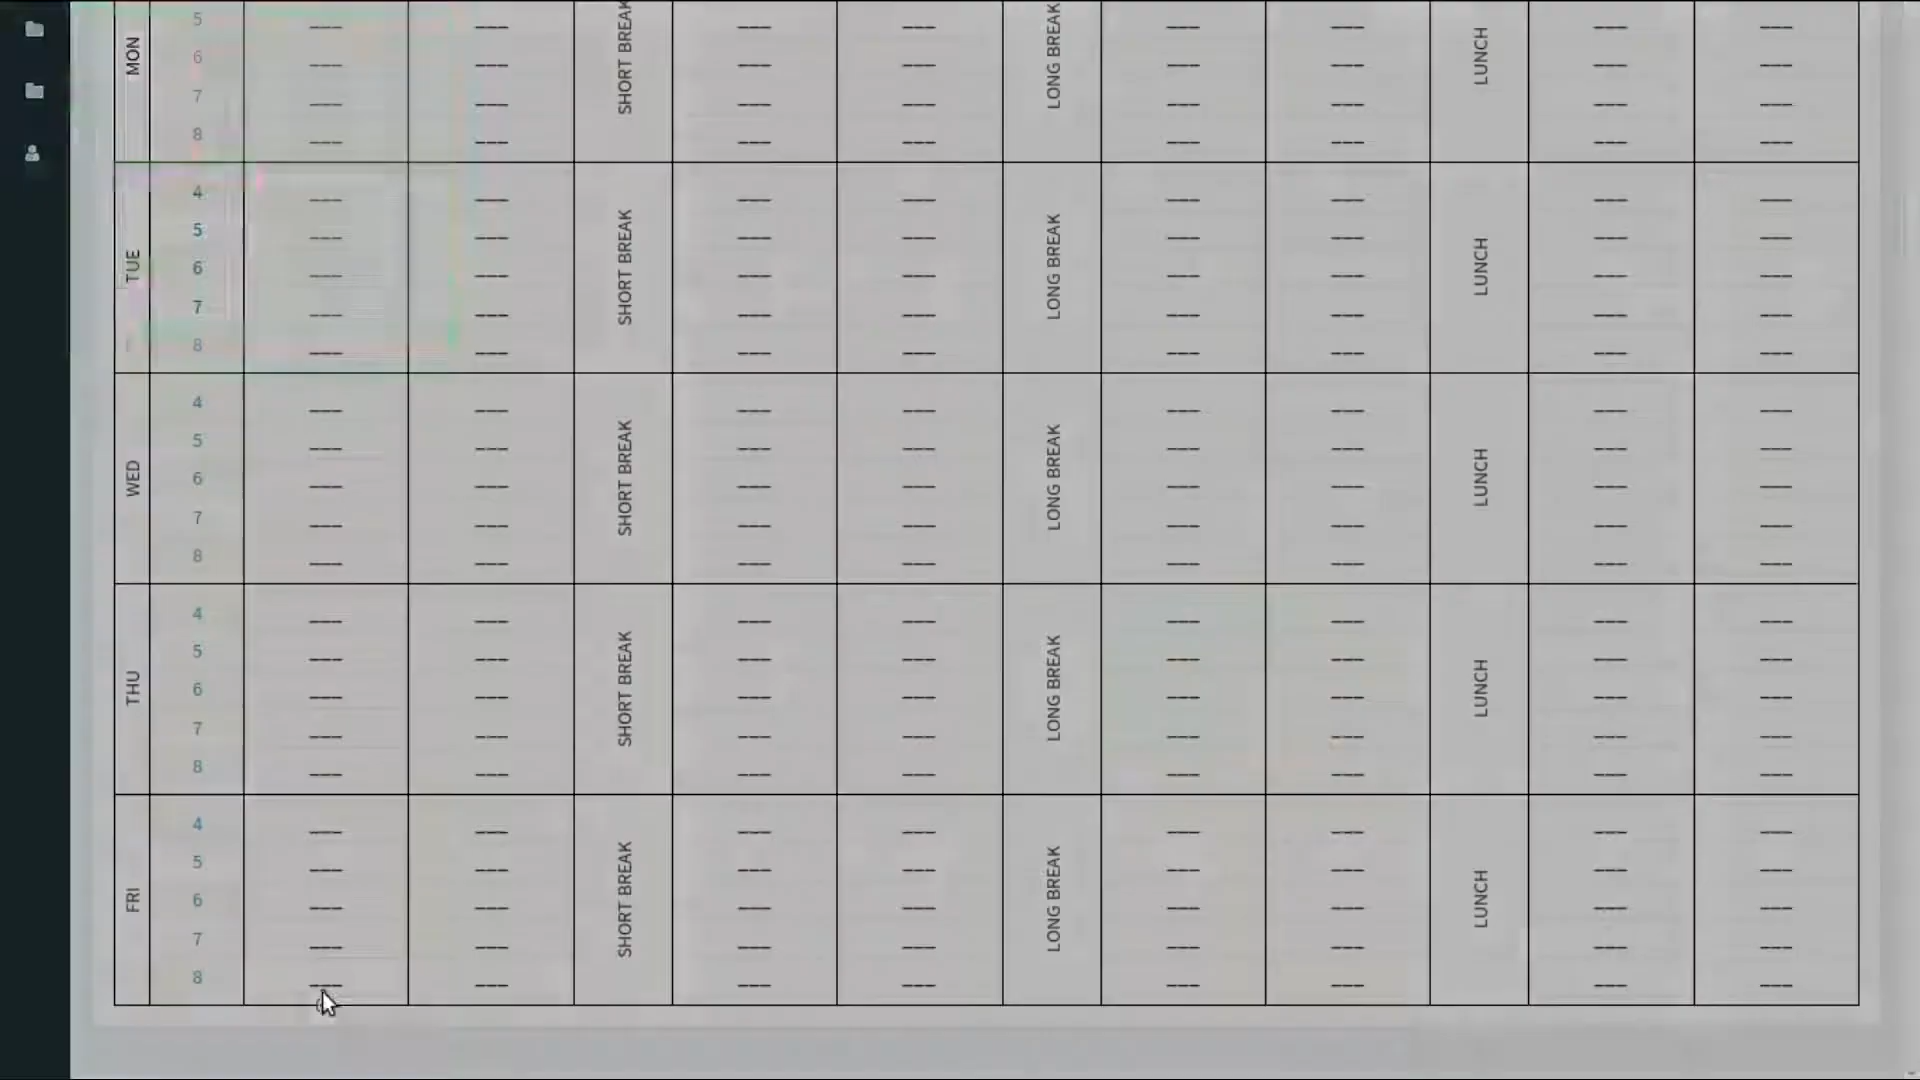 MON
5 --- --- --- --- --- --- --- ---
6 --- --- --- --- --- --- --- ---
7 --- --- --- --- --- --- --- ---
8 --- --- --- --- --- --- --- ---
SHORT BREAK
LONG BREAK
LUNCH
TUE
4 --- --- --- --- --- --- --- ---
5 --- --- --- --- --- --- --- ---
6 --- --- --- --- --- --- --- ---
7 --- --- --- --- --- --- --- ---
8 --- --- --- --- --- --- --- ---
SHORT BREAK
LONG BREAK
LUNCH
WED
4 --- --- --- --- --- --- --- ---
5 --- --- --- --- --- --- --- ---
6 --- --- --- --- --- --- --- ---
7 --- --- --- --- --- --- --- ---
8 --- --- --- --- --- --- --- ---
SHORT BREAK
LONG BREAK
LUNCH
THU
4 --- --- --- --- --- --- --- ---
5 --- --- --- --- --- --- --- ---
6 --- --- --- --- --- --- --- ---
7 --- --- --- --- --- --- --- ---
8 --- --- --- --- --- --- --- ---
SHORT BREAK
LONG BREAK
LUNCH
FRI
4 --- --- --- --- --- --- --- ---
5 --- --- --- --- --- --- --- ---
6 --- --- --- --- --- --- --- ---
7 --- --- --- --- --- --- --- ---
8 --- --- --- --- --- --- --- ---
SHORT BREAK
LONG BREAK
LUNCH